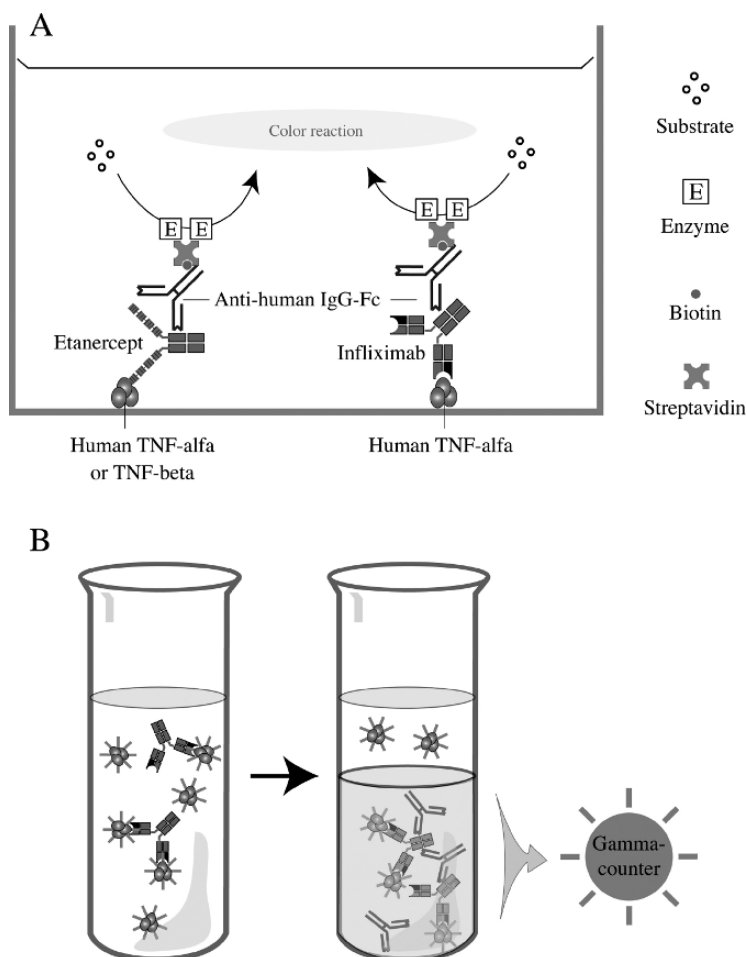 A
Color reaction
E E
E E
Anti-human IgG-Fc
Etanercept
Infliximab
Human TNF-alfa
or TNF-beta
Human TNF-alfa
Substrate
E
Enzyme
Biotin
Streptavidin
B
Gamma-
counter